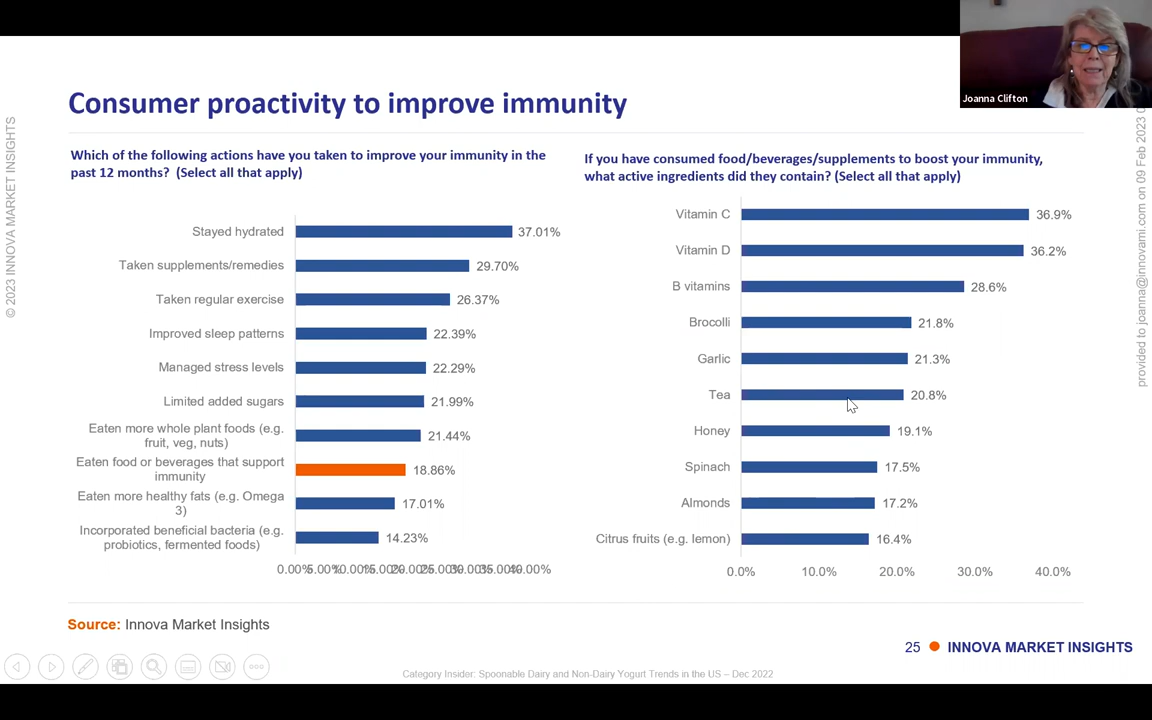 Joanna Clifton
Consumer proactivity to improve immunity
© 2023 INNOVA MARKET INSIGHTS
Which of the following actions have you taken to improve your immunity in the
past 12 months? (Select all that apply)
Stayed hydrated 37.01%
Taken supplements/remedies 29.70%
Taken regular exercise 26.37%
Improved sleep patterns 22.39%
Managed stress levels 22.29%
Limited added sugars 21.99%
Eaten more whole plant foods (e.g.
fruit, veg, nuts) 21.44%
Eaten food or beverages that support
immunity 18.86%
Eaten more healthy fats (e.g. Omega
3) 17.01%
Incorporated beneficial bacteria (e.g.
probiotics, fermented foods) 14.23%
0.00% 5.00% 10.00% 15.00% 20.00% 25.00% 30.00% 35.00% 40.00%
If you have consumed food/beverages/supplements to boost your immunity,
what active ingredients did they contain? (Select all that apply)
Vitamin C 36.9%
Vitamin D 36.2%
B vitamins 28.6%
Brocolli 21.8%
Garlic 21.3%
Tea 20.8%
Honey 19.1%
Spinach 17.5%
Almonds 17.2%
Citrus fruits (e.g. lemon) 16.4%
0.0% 10.0% 20.0% 30.0% 40.0%
provided to joanna@innovami.com on 09 Feb 2023
Source: Innova Market Insights
25 INNOVA MARKET INSIGHTS
Category Insider: Spoonable Dairy and Non-Dairy Yogurt Trends in the US – Dec 2022